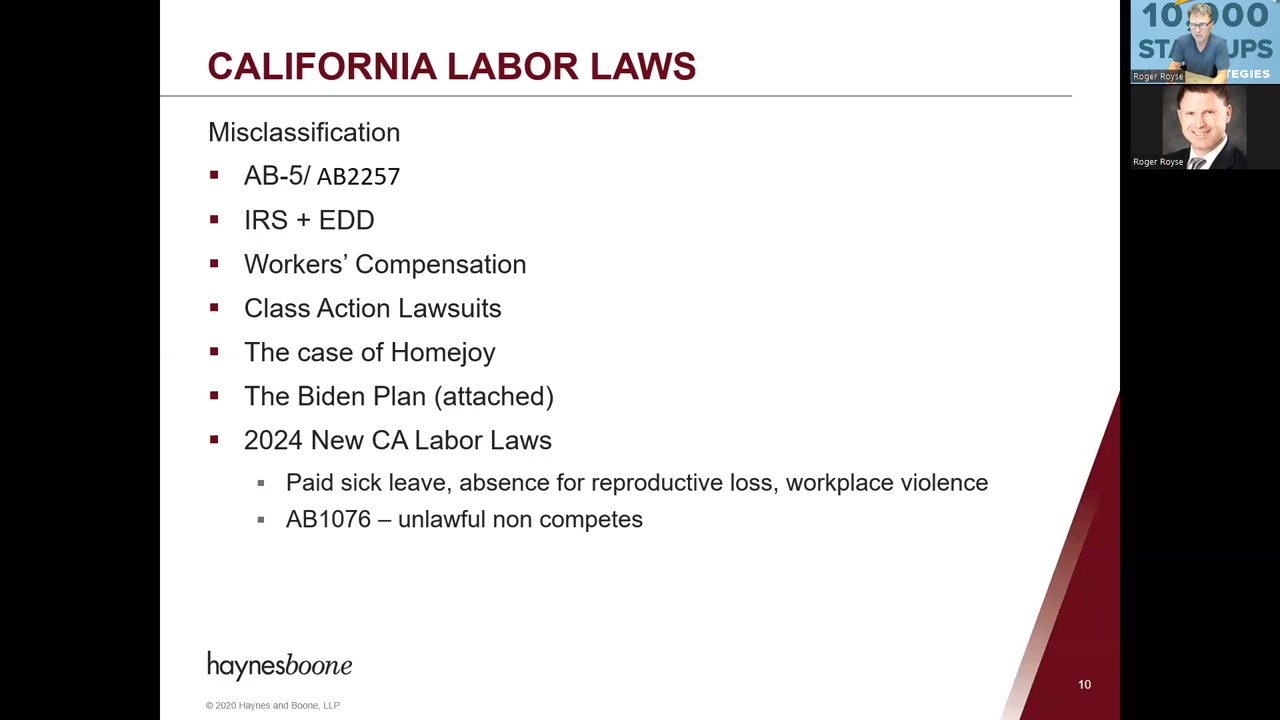 CALIFORNIA LABOR LAWS
Misclassification
▪ AB-5/ AB2257
▪ IRS + EDD
▪ Workers’ Compensation
▪ Class Action Lawsuits
▪ The case of Homejoy
▪ The Biden Plan (attached)
▪ 2024 New CA Labor Laws
▪ Paid sick leave, absence for reproductive loss, workplace violence
▪ AB1076 – unlawful non competes
haynesboone
© 2020 Haynes and Boone, LLP
10
Roger Royse
Roger Royse